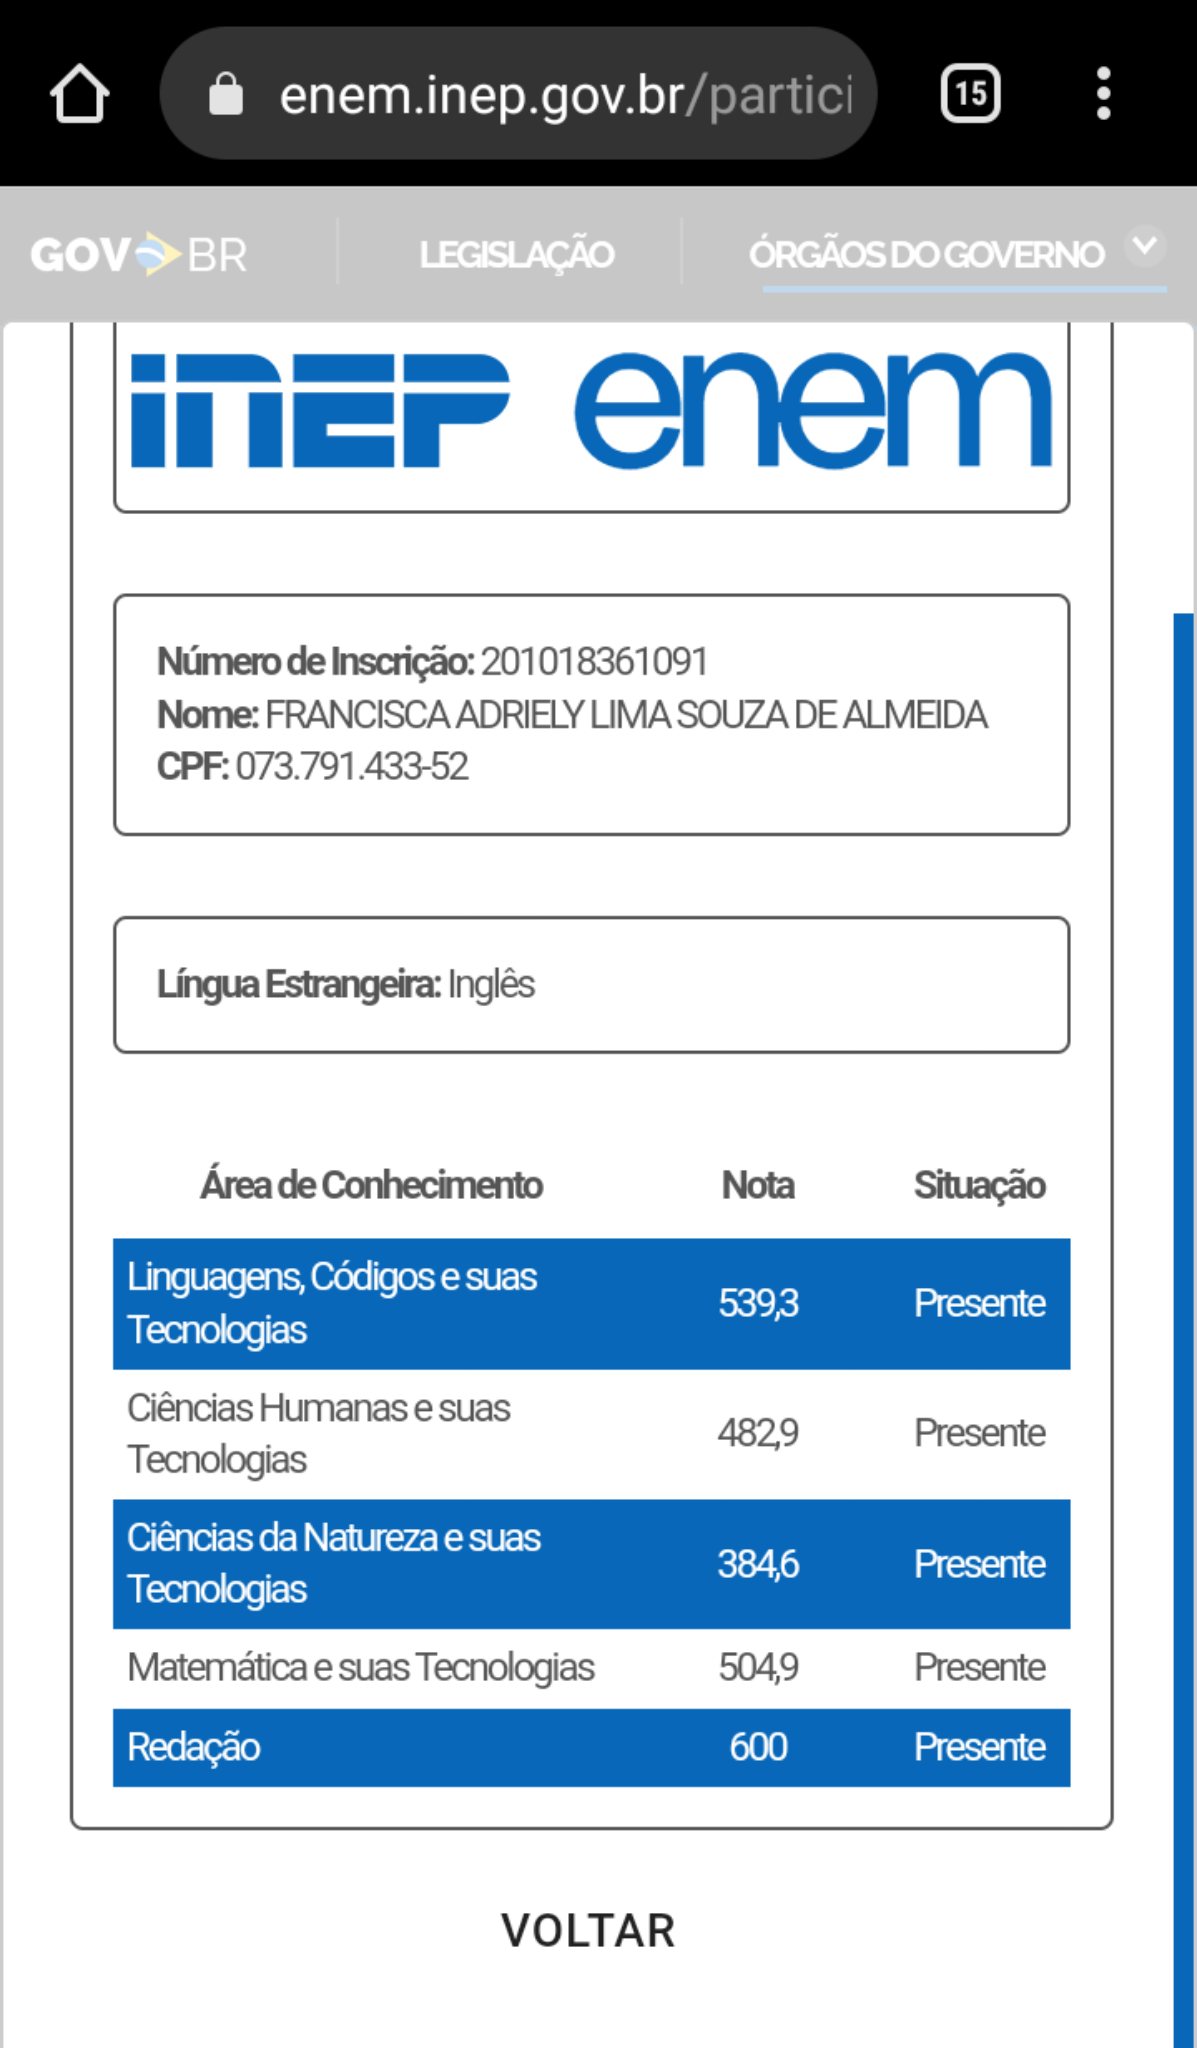 enem.inep.gov.br/partici
15
GOV BR
LEGISLAÇÃO
ÓRGÃOS DO GOVERNO
inep enem
Número de Inscrição: 201018361091
Nome: FRANCISCA ADRIELY LIMA SOUZA DE ALMEIDA
CPF: 073.791.433-52
Língua Estrangeira: Inglês
Área de Conhecimento Nota Situação
Linguagens, Códigos e suas
Tecnologias
539,3 Presente
Ciências Humanas e suas
Tecnologias
482,9 Presente
Ciências da Natureza e suas
Tecnologias
384,6 Presente
Matemática e suas Tecnologias 504,9 Presente
Redação 600 Presente
VOLTAR